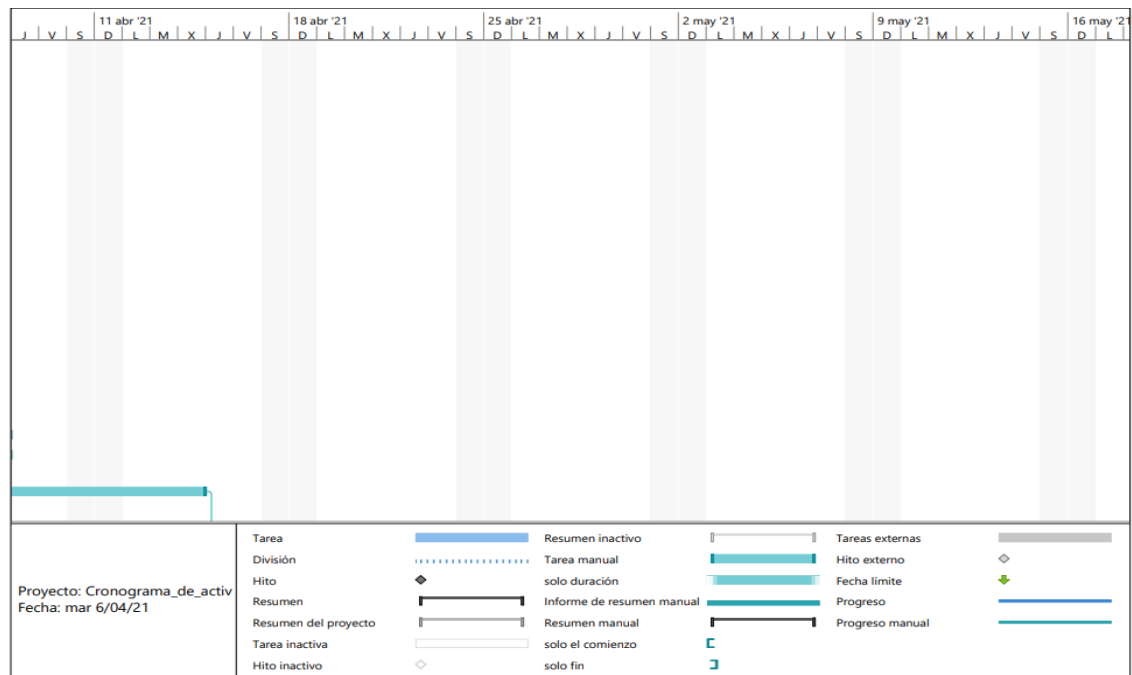 11 abr '21 18 abr '21 25 abr '21 2 may '21 9 may '21 16 may '21
J V S D L M X J V S D L M X J V S D L M X J V S D L M X J V S D L M X J V S D L
Proyecto: Cronograma_de_activ
Fecha: mar 6/04/21
Tarea
División
Hito
Resumen
Resumen del proyecto
Tarea inactiva
Hito inactivo
Resumen inactivo
Tarea manual
solo duración
Informe de resumen manual
Resumen manual
solo el comienzo
solo fin
Tareas externas
Hito externo
Fecha límite
Progreso
Progreso manual